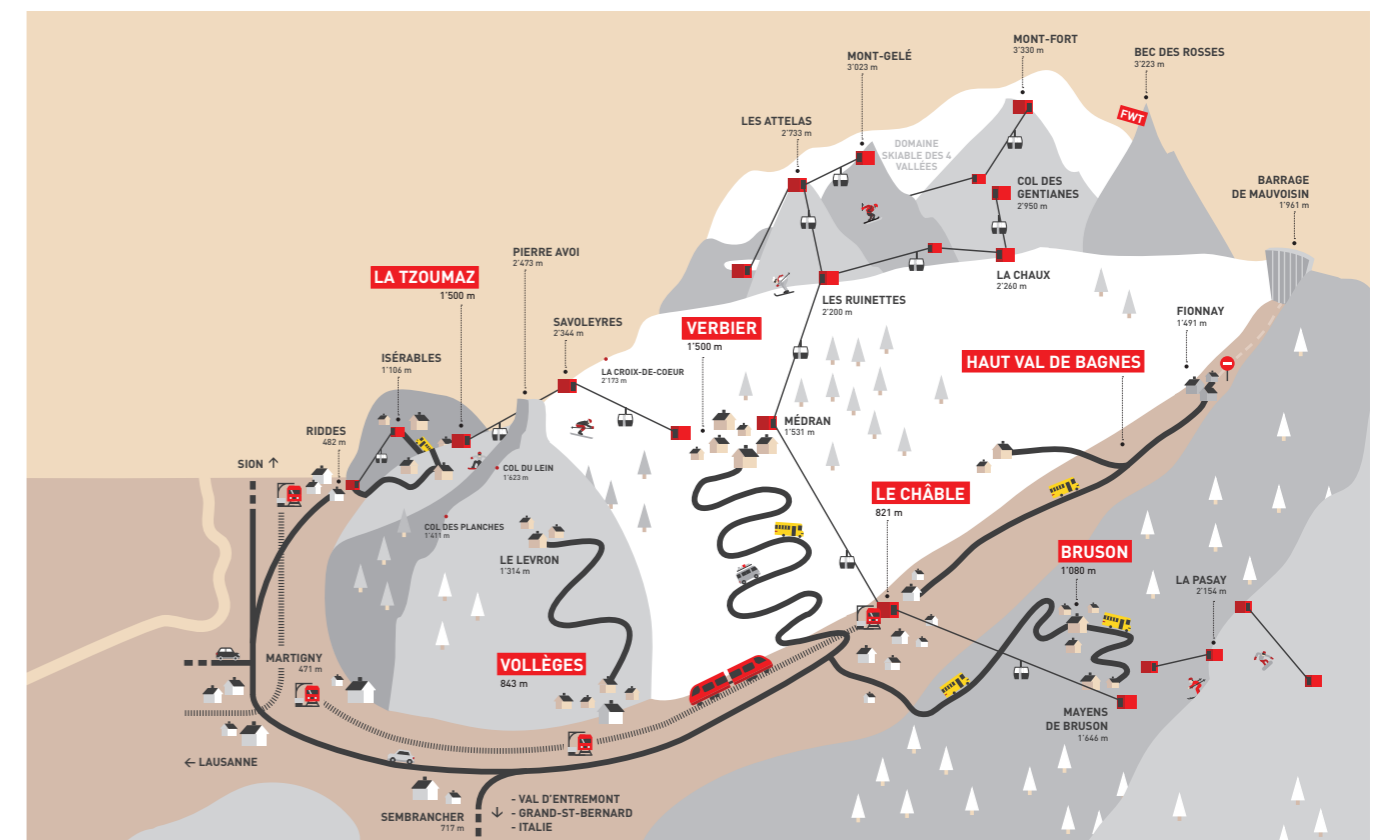 MONT-FORT
3'330 m
MONT-GELÉ
3'023 m
BEC DES ROSSES
3'223 m
FWT
LES ATTELAS
2'733 m
DOMAINE
SKIABLE DES 4
VALLÉES
COL DES
GENTIANES
2'950 m
BARRAGE
DE MAUVOISIN
1'961 m
PIERRE AVOI
2'473 m
LA TZOUMAZ
1'500 m
LA CHAUX
2'260 m
LES RUINETTES
2'200 m
FIONNAY
1'491 m
SAVOLEYRES
2'344 m
VERBIER
1'500 m
HAUT VAL DE BAGNES
ISÉRABLES
1'106 m
LA CROIX-DE-COEUR
2'173 m
MÉDRAN
1'531 m
RIDDES
482 m
SION ↑
COL DU LEIN
1'623 m
LE CHÂBLE
821 m
COL DES PLANCHES
1'411 m
LE LEVRON
1'314 m
BRUSON
1'080 m
LA PASAY
2'154 m
MARTIGNY
471 m
VOLLÈGES
843 m
MAYENS
DE BRUSON
1'646 m
← LAUSANNE
SEMBRANCHER
717 m
↓
- VAL D'ENTREMONT
- GRAND-ST-BERNARD
- ITALIE